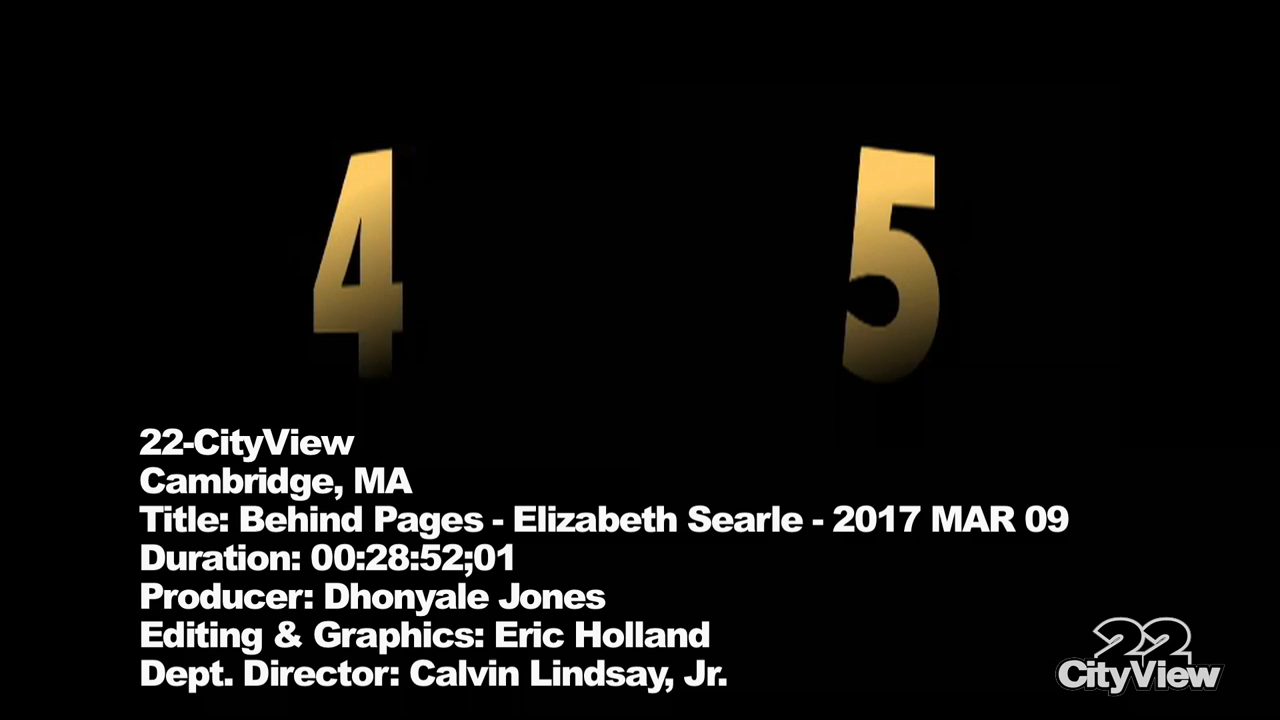 4 5
22-CityView
Cambridge, MA
Title: Behind Pages - Elizabeth Searle - 2017 MAR 09
Duration: 00:28:52;01
Producer: Dhonyale Jones
Editing & Graphics: Eric Holland
Dept. Director: Calvin Lindsay, Jr.
22
CityView